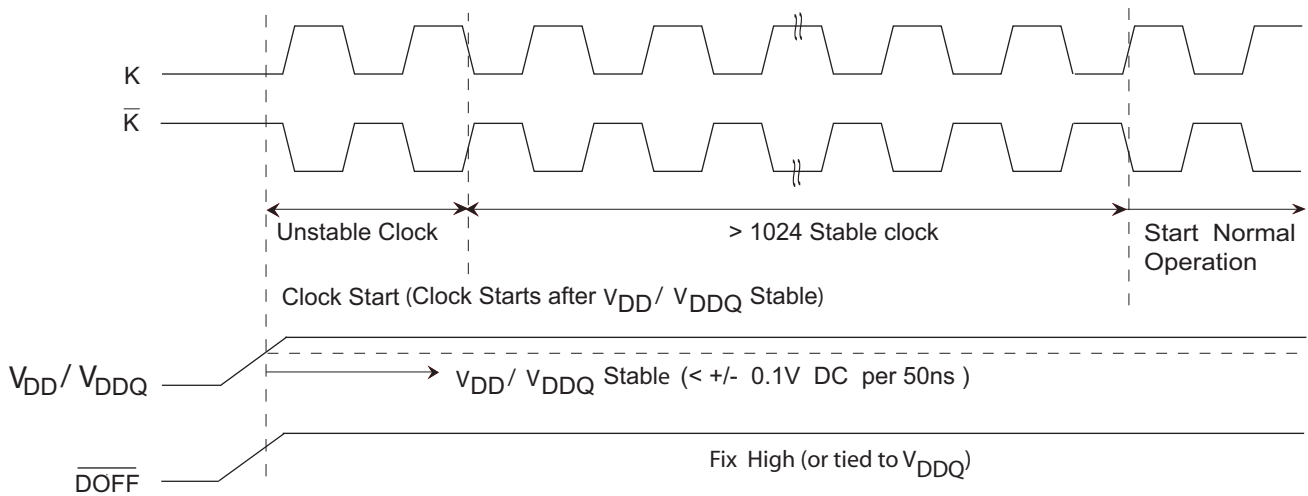 K
K̅
Unstable Clock
> 1024 Stable clock
Start Normal
Operation
Clock Start (Clock Starts after VDD / VDDQ Stable)
VDD / VDDQ
VDD / VDDQ Stable (< +/- 0.1V DC per 50ns )
Fix High (or tied to VDDQ)
D̅O̅F̅F̅